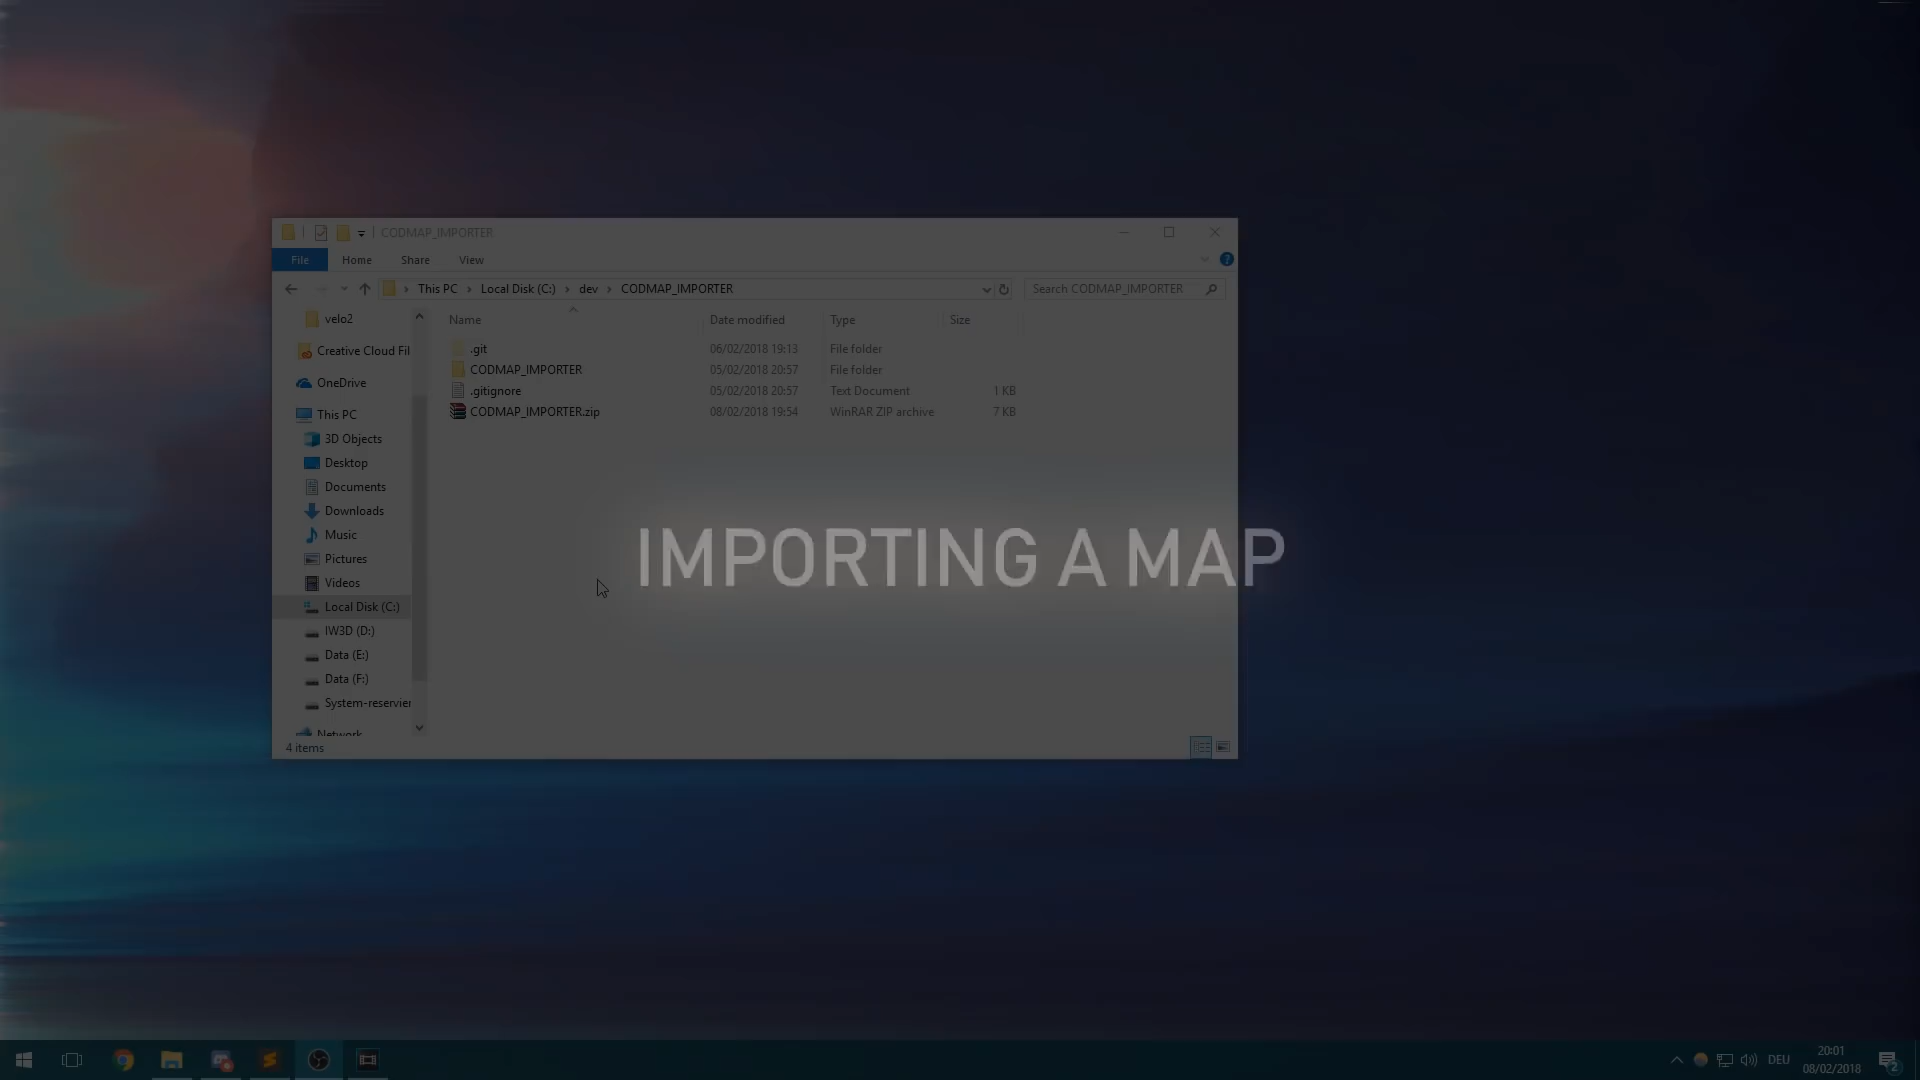 CODMAP_IMPORTER
File Home Share View
This PC Local Disk (C:) dev CODMAP_IMPORTER
Search CODMAP_IMPORTER
Name Date modified Type Size
.git 06/02/2018 19:13 File folder
CODMAP_IMPORTER 05/02/2018 20:57 File folder
.gitignore 05/02/2018 20:57 Text Document 1 KB
CODMAP_IMPORTER.zip 08/02/2018 19:54 WinRAR ZIP archive 7 KB
velo2
Creative Cloud Fil
OneDrive
This PC
3D Objects
Desktop
Documents
Downloads
Music
Pictures
Videos
Local Disk (C:)
IW3D (D:)
Data (E:)
Data (F:)
System-reservier
Network
4 items
IMPORTING A MAP
DEU
20:01
08/02/2018
2